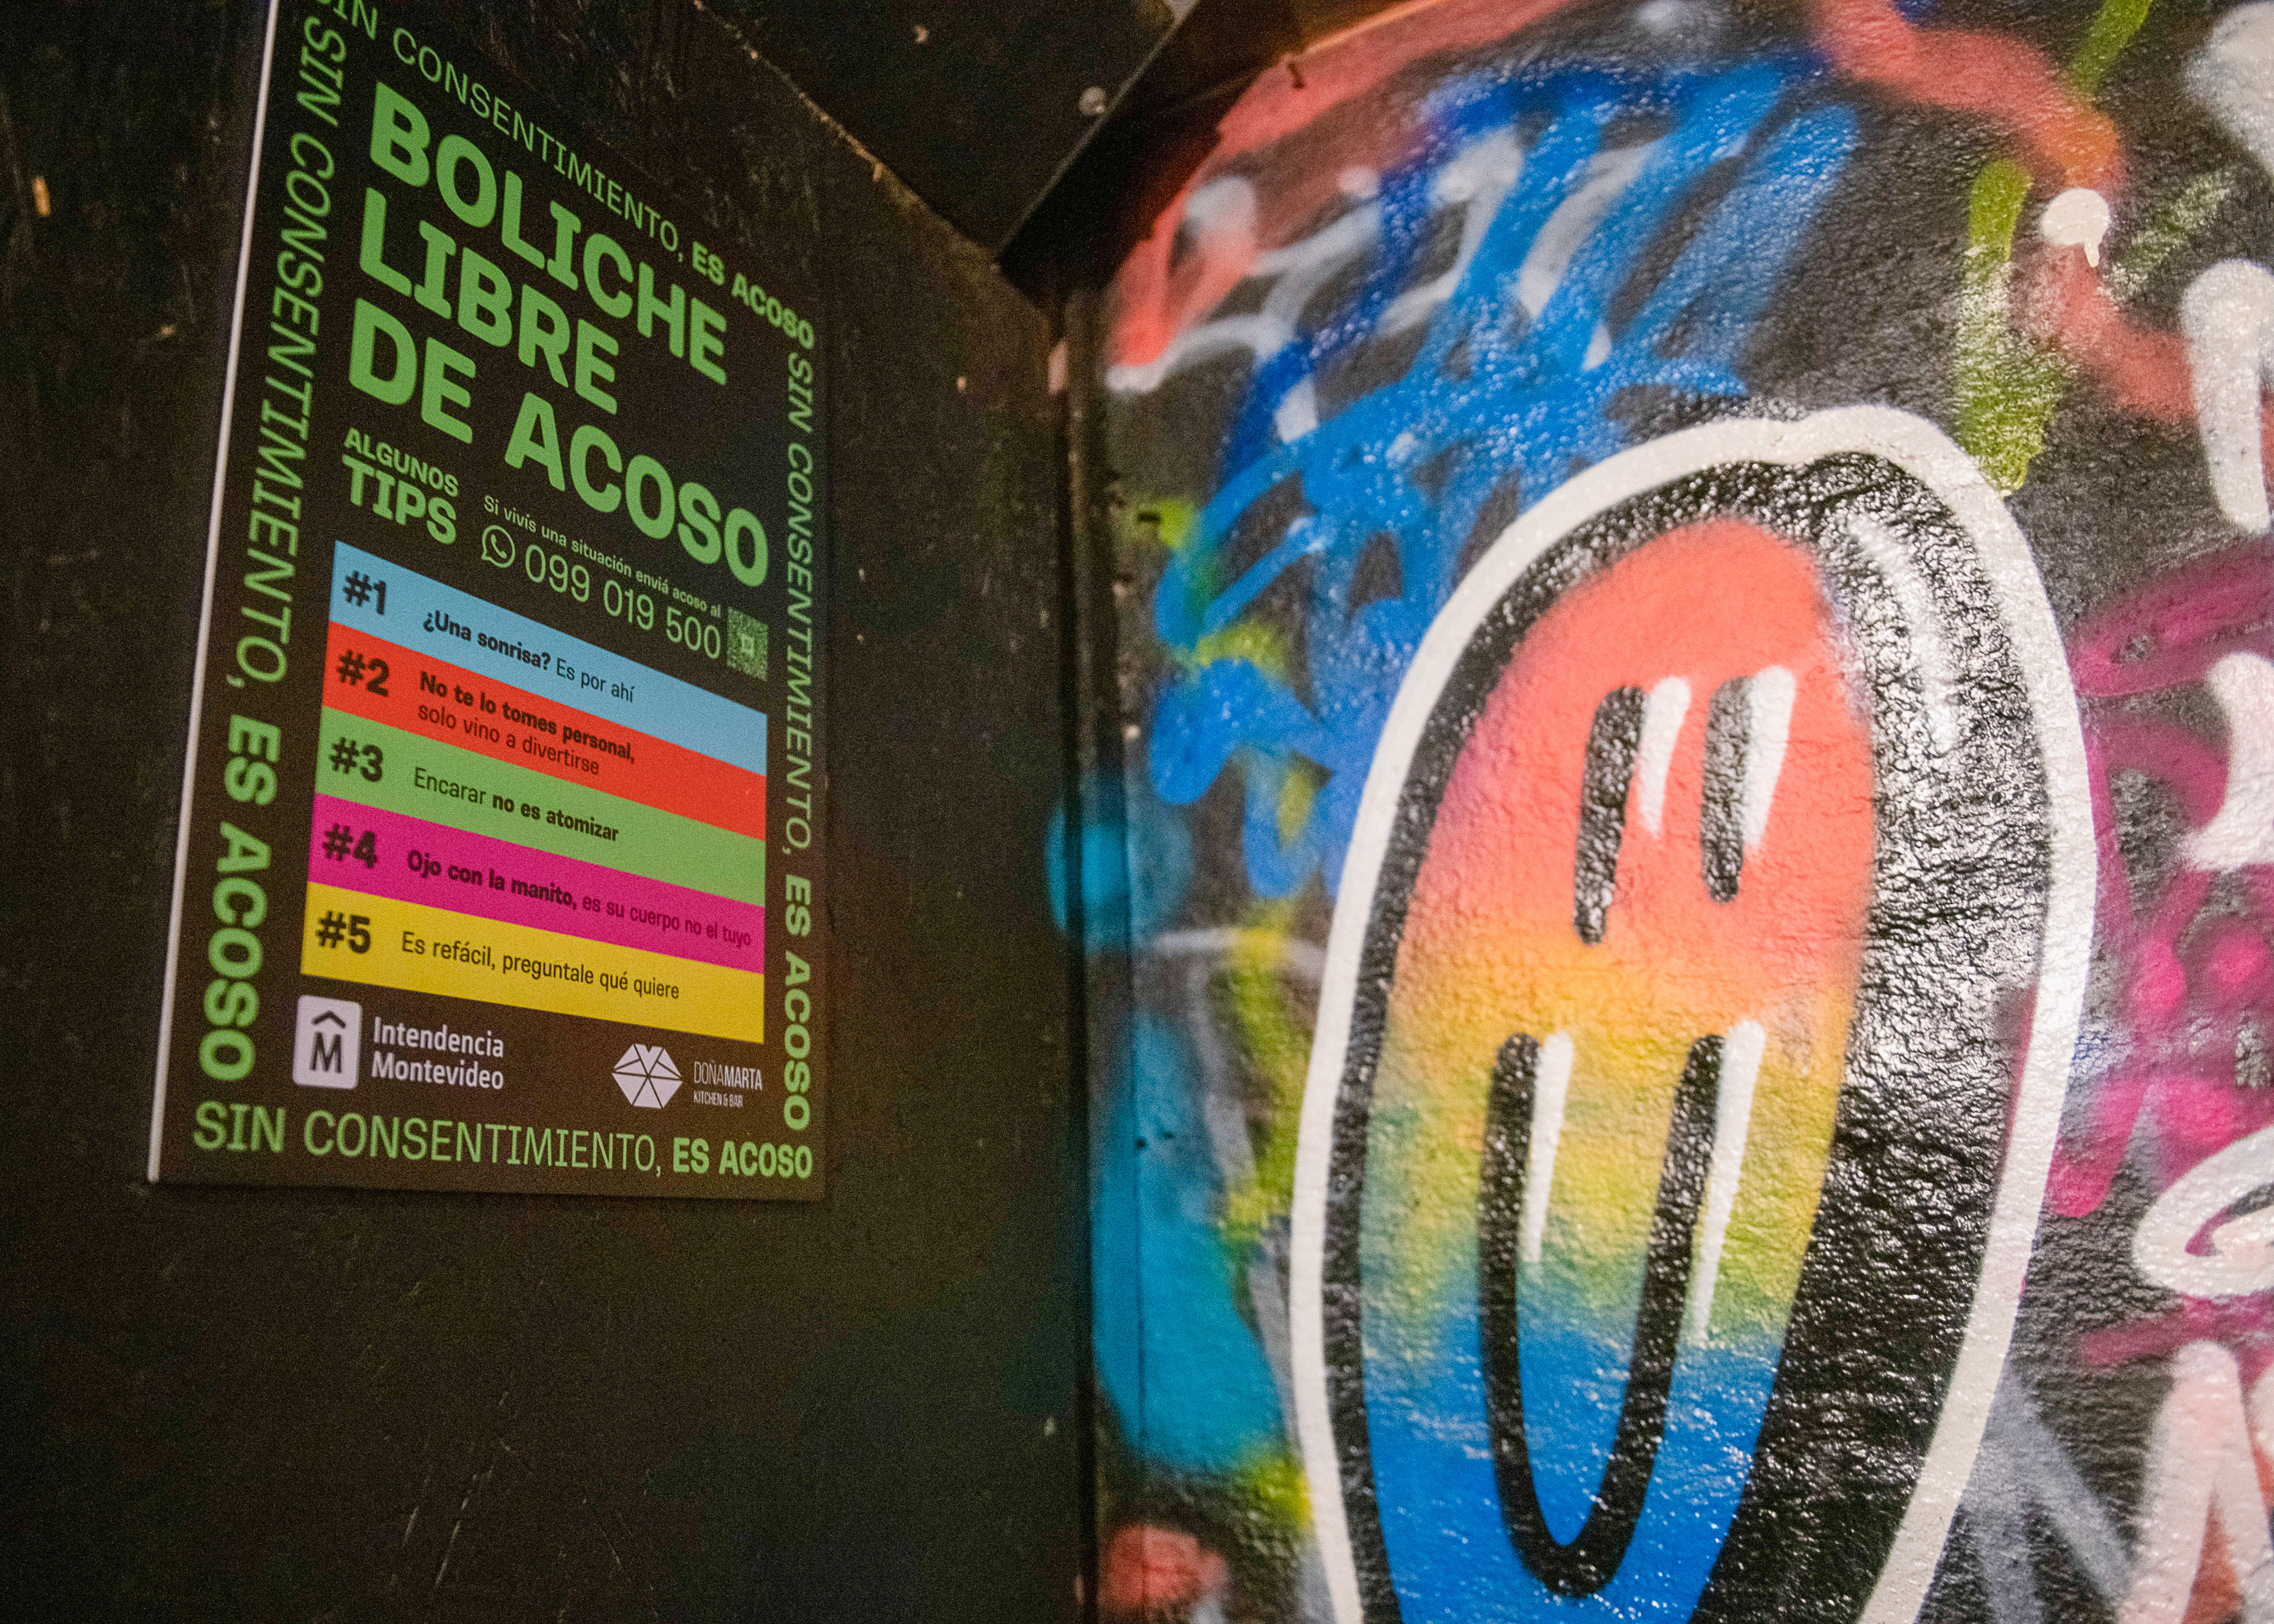 SIN CONSENTIMIENTO, ES ACOSO
SIN CONSENTIMIENTO, ES ACOSO
BOLICHE
LIBRE
DE ACOSO
ALGUNOS
TIPS
Si vivís una situación enviá acoso al
099 019 500
#1 ¿Una sonrisa? Es por ahí
#2 No te lo tomes personal,
solo vino a divertirse
#3 Encarar no es atomizar
#4 Ojo con la manito, es su cuerpo no el tuyo
#5 Es refácil, preguntale qué quiere
M
Intendencia
Montevideo
DOÑAMARTA
KITCHEN & BAR
SIN CONSENTIMIENTO, ES ACOSO
SIN CONSENTIMIENTO, ES ACOSO